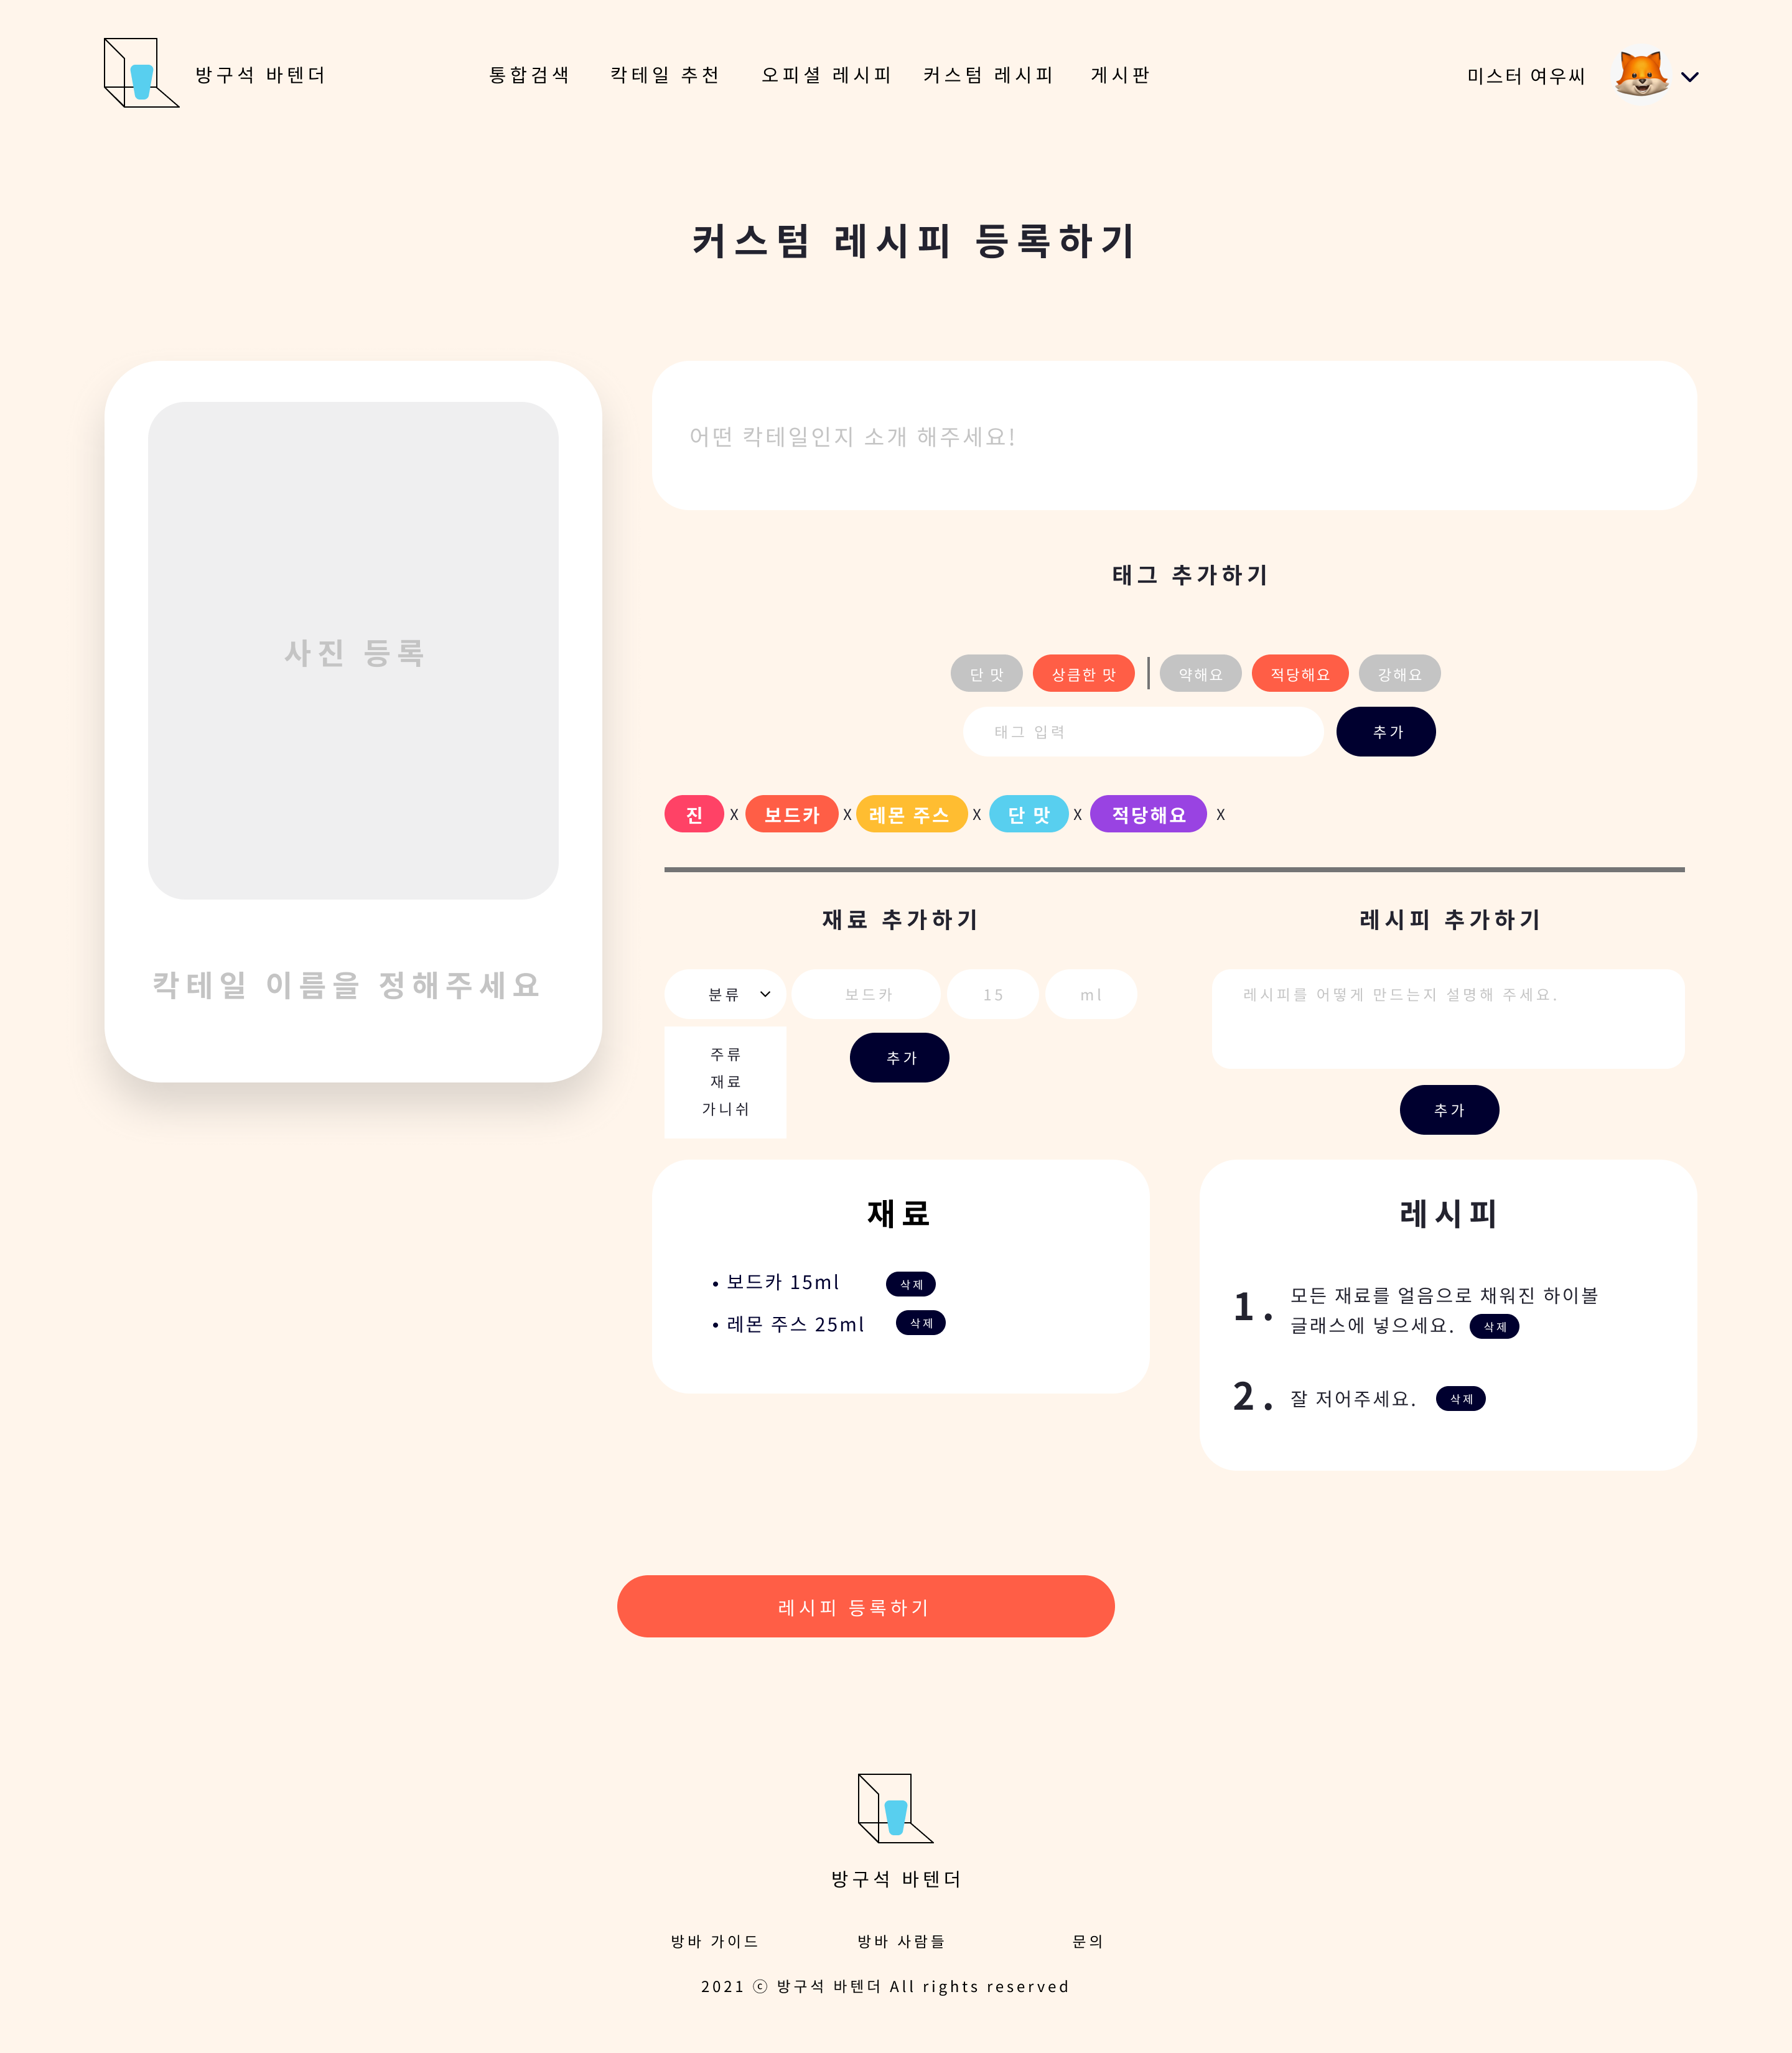 방구석 바텐더
통합검색 칵테일 추천 오피셜 레시피 커스텀 레시피 게시판
미스터 여우씨
커스텀 레시피 등록하기
사진 등록
칵테일 이름을 정해주세요
어떤 칵테일인지 소개 해주세요!
태그 추가하기
단 맛 상큼한 맛 약해요 적당해요 강해요
태그 입력 추가
진 X 보드카 X 레몬 주스 X 단 맛 X 적당해요 X
재료 추가하기
분류 보드카 15 ml
주류
재료
가니쉬
추가
레시피 추가하기
레시피를 어떻게 만드는지 설명해 주세요.
추가
재료
• 보드카 15ml 삭제
• 레몬 주스 25ml 삭제
레시피
1. 모든 재료를 얼음으로 채워진 하이볼
글래스에 넣으세요. 삭제
2. 잘 저어주세요. 삭제
레시피 등록하기
방구석 바텐더
방바 가이드 방바 사람들 문의
2021 ⓒ 방구석 바텐더 All rights reserved